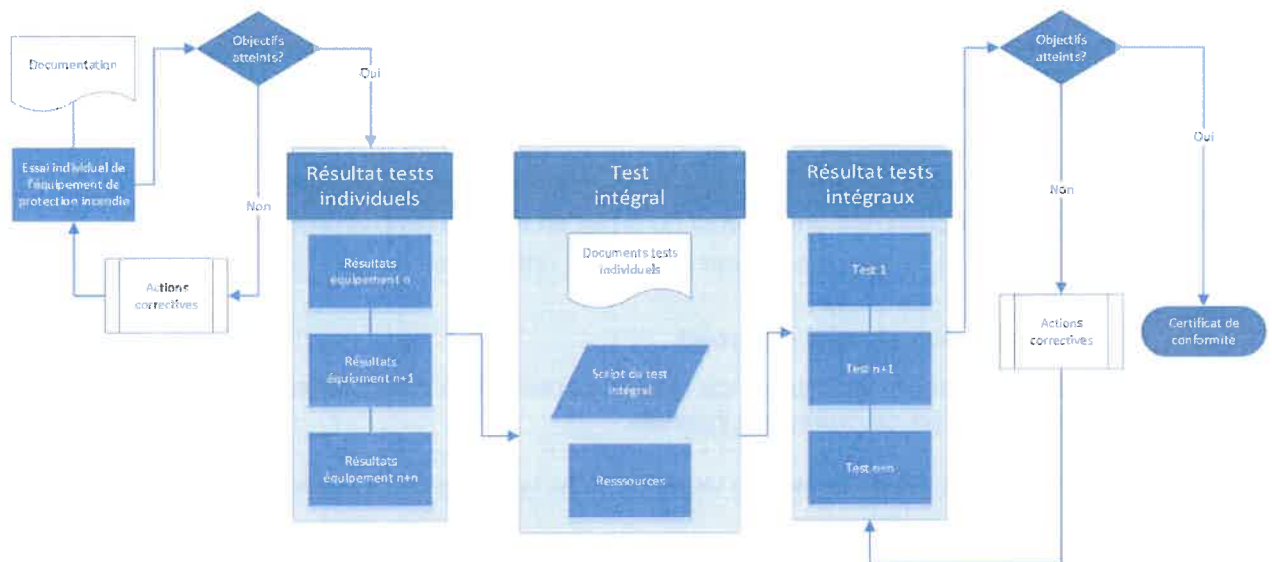 Documentation
Essai individuel de
l'équipement de
protection incendie
Actions
correctives
Objectifs
atteints?
Oui
Non
Résultat tests
individuels
Résultats
équipement n
Résultats
équipment n+1
Résultats
équipement n+n
Test
intégral
Documents tests
individuels
Script du test
intégral
Resssources
Résultat tests
intégraux
Test 1
Test n+1
Test n+n
Objectifs
atteints?
Non
Oui
Actions
correctives
Certificat de
conformité